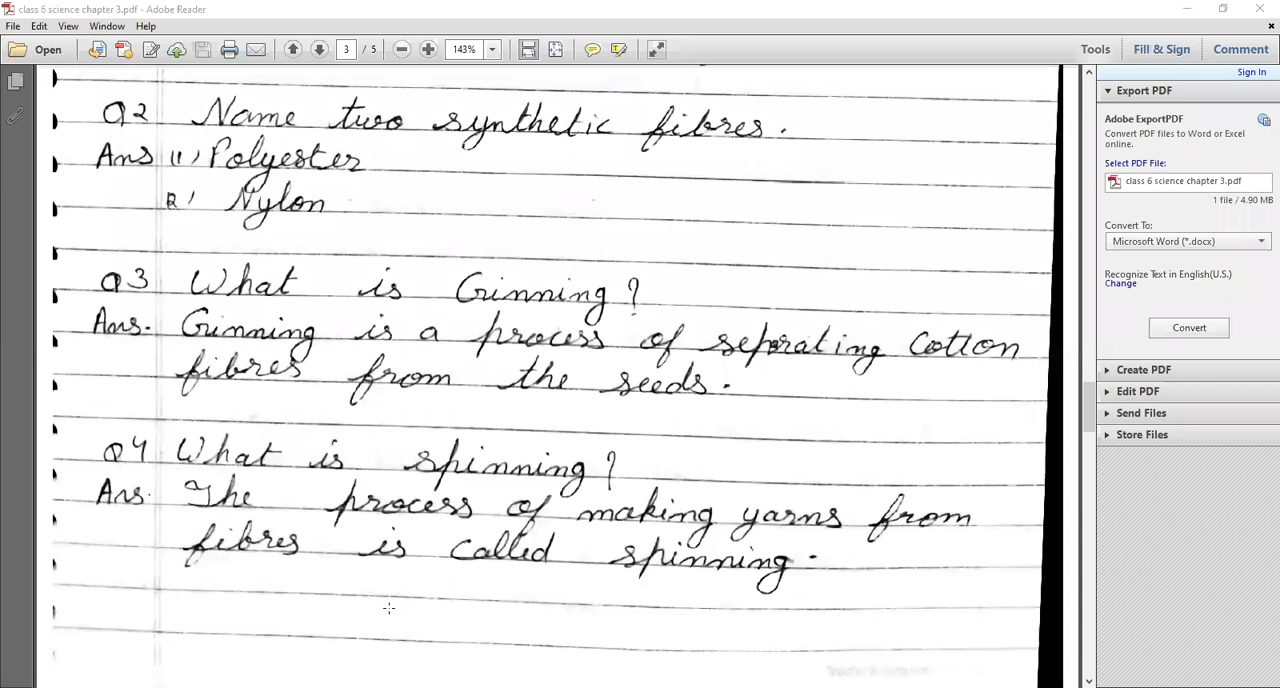 class 6 science chapter 3.pdf - Adobe Reader
File Edit View Window Help
Open 3 / 5 143% Tools Fill & Sign Comment
Sign In
Export PDF
Adobe ExportPDF
Convert PDF files to Word or Excel online.
Select PDF File:
class 6 science chapter 3.pdf
1 file / 4.90 MB
Convert To:
Microsoft Word (*.docx)
Recognize Text in English(U.S.)
Change
Convert
Create PDF
Edit PDF
Send Files
Store Files
Q2 Name two synthetic fibres.
Ans (1) Polyester
2) Nylon
Q3 What is Ginning?
Ans. Ginning is a process of seperating Cotton
fibres from the seeds.
Q4 What is spinning?
Ans. The process of making yarns from
fibres is called spinning.